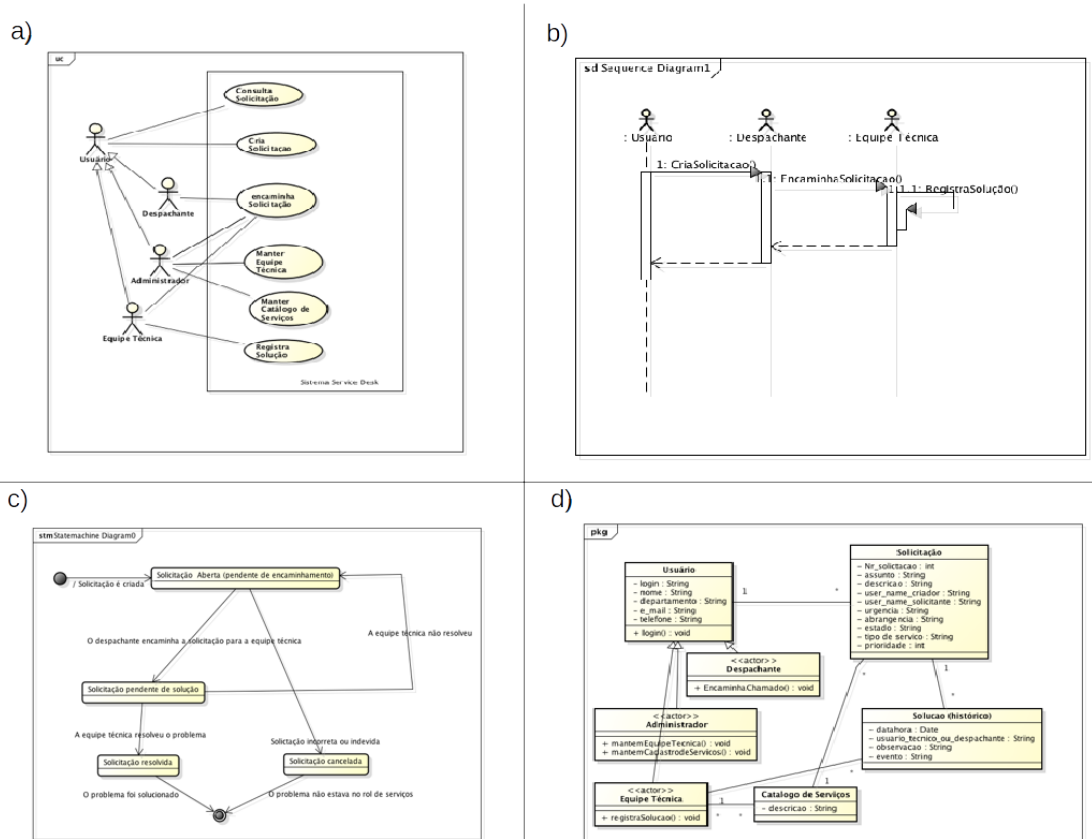 a)
uc
Consulta
Solicitação
Cria
Solicitaçao
Usuário
encaminha
Solicitação
Despachante
Manter
Equipe
Técnica
Administrador
Manter
Catálogo de
Serviços
Equipe Técnica
Registra
Solução
Sistema Service Desk
b)
sd Sequence Diagram1
: Usuário
: Despachante
: Equipe Técnica
1: CriaSolicitacao()
1.1: EncaminhaSolicitacao()
1.1.1: RegistraSolução()
c)
stm Statemachine Diagram0
/ Solicitação é criada
Solicitação Aberta (pendente de encaminhamento)
A equipe técnica não resolveu
O despachante encaminha a solicitação para a equipe técnica
Solicitação pendente de solução
A equipe técnica resolveu o problema
Solicitação incorreta ou indevida
Solicitação resolvida
Solicitação cancelada
O problema foi solucionado
O problema não estava no rol de serviços
d)
pkg
Usuário
- login : String
- nome : String
- departamento : String
- e_mail : String
- telefone : String
+ login() : void
1
*
Solicitação
- Nr_solictacao : int
- assunto : String
- descricao : String
- user_name_criador : String
- user_name_solicitante : String
- urgencia : String
- abrangencia : String
- estado : String
- tipo de servico : String
- prioridade : int
<<actor>>
Despachante
+ EncaminhaChamado() : void
1
*
*
<<actor>>
Administrador
+ mantemEquipeTecnica() : void
+ mantemCadastrodeServicos() : void
Solucao (histórico)
- datahora : Date
- usuario_tecnico_ou_despachante : String
- observacao : String
- evento : String
<<actor>>
Equipe Técnica
+ registraSolucao() : void
1
*
*
*
1
Catalogo de Serviços
- descricao : String